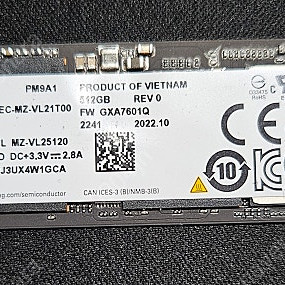 PM9A1
PRODUCT OF VIETNAM
512GB REV 0
EC-MZ-VL21T00
FW GXA7601Q
2241 2022.10
MZ-VL25120
DC+3.3V 2.8A
J3UX4W1GCA
CAN ICES-3 (B)/NMB-3(B)
10